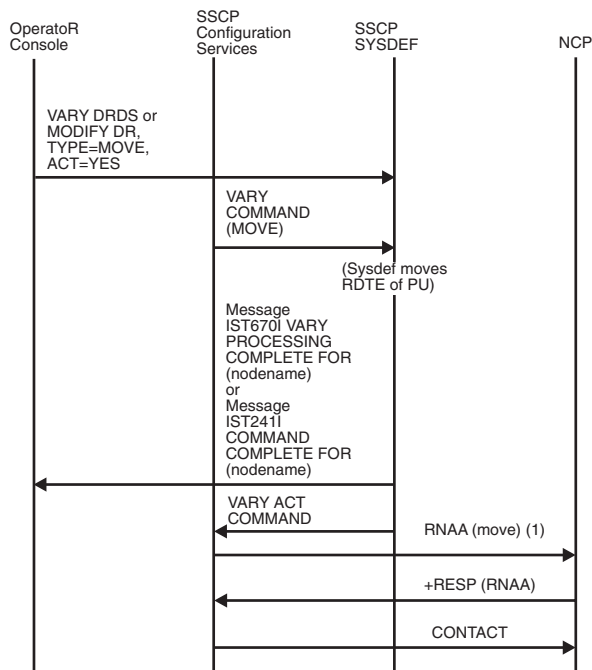 OperatoR
Console
SSCP
Configuration
Services
SSCP
SYSDEF
NCP
VARY DRDS or
MODIFY DR,
TYPE=MOVE,
ACT=YES
VARY
COMMAND
(MOVE)
(Sysdef moves
RDTE of PU)
Message
IST670I VARY
PROCESSING
COMPLETE FOR
(nodename)
or
Message
IST241I
COMMAND
COMPLETE FOR
(nodename)
VARY ACT
COMMAND
RNAA (move) (1)
+RESP (RNAA)
CONTACT